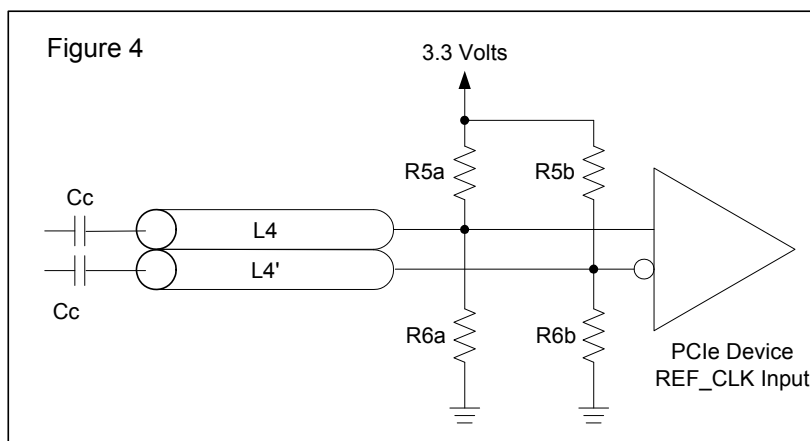 Figure 4
3.3 Volts
R5a
R5b
Cc
L4
L4'
Cc
R6a
R6b
PCIe Device
REF_CLK Input